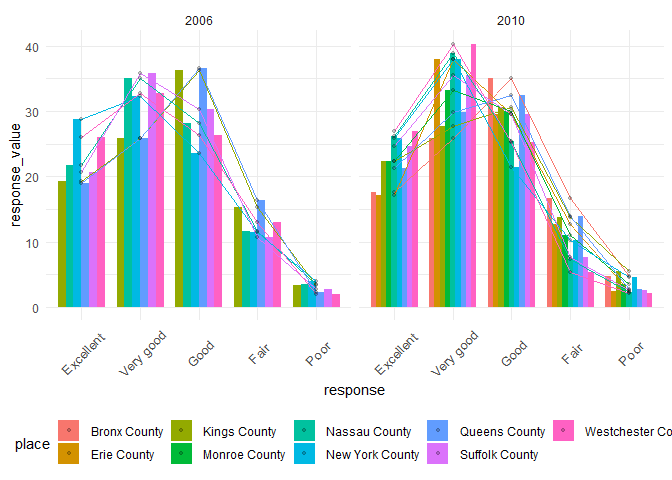 2006 2010
40
30
20
10
0
response_value
Excellent Very good Good Fair Poor Excellent Very good Good Fair Poor
response
place
Bronx County Kings County Nassau County Queens County Westchester Co
Erie County Monroe County New York County Suffolk County